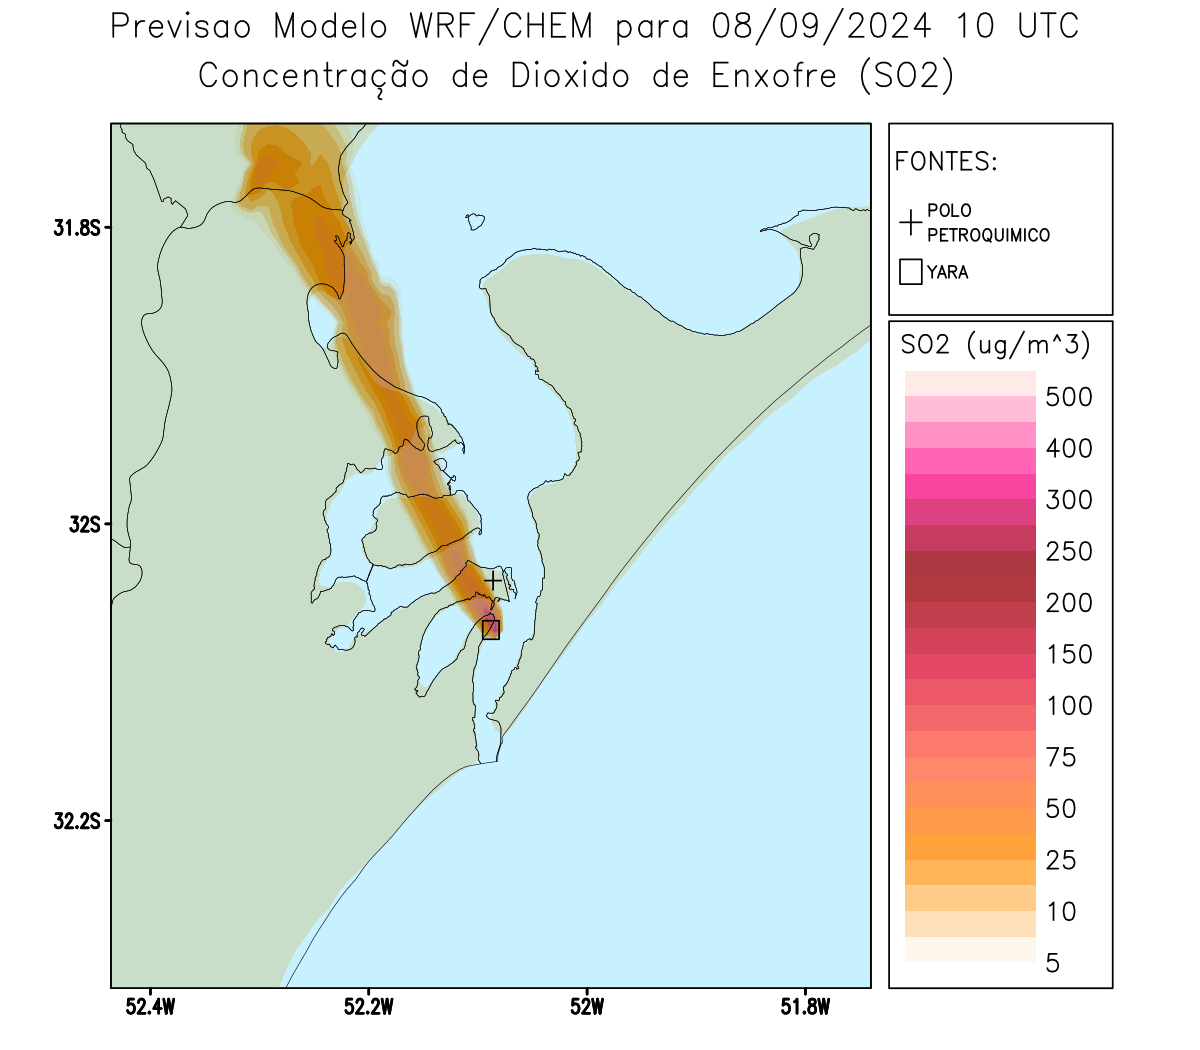 Previsao Modelo WRF/CHEM para 08/09/2024 10 UTC
Concentração de Dioxido de Enxofre (SO2)
31.8S
32S
32.2S
52.4W
52.2W
52W
51.8W
FONTES:
POLO
PETROQUIMICO
YARA
SO2 (ug/m^3)
500
400
300
250
200
150
100
75
50
25
10
5